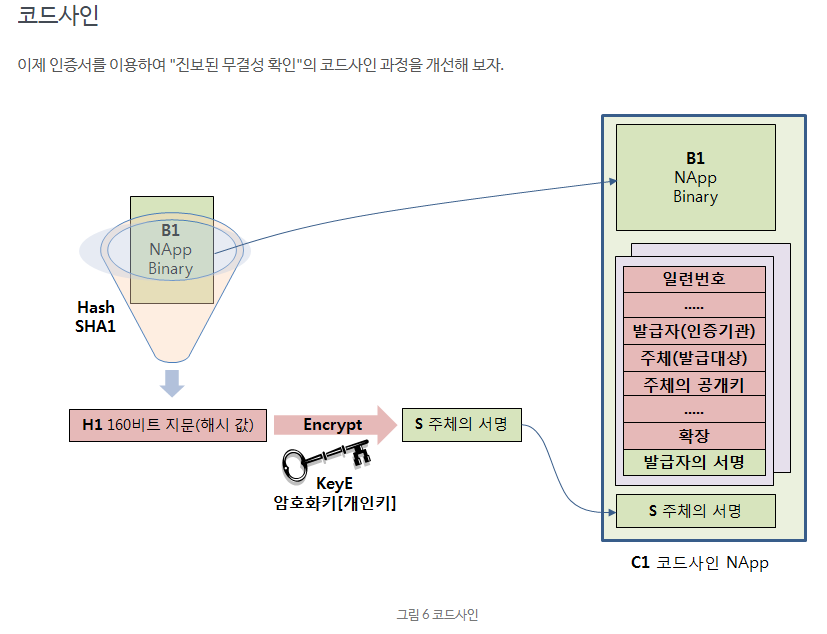 코드사인
이제 인증서를 이용하여 "진보된 무결성 확인"의 코드사인 과정을 개선해 보자.
B1
NApp
Binary
Hash
SHA1
H1 160비트 지문(해시 값)
Encrypt
KeyE
암호화키[개인키]
S 주체의 서명
B1
NApp
Binary
일련번호
.....
발급자(인증기관)
주체(발급대상)
주체의 공개키
.....
확장
발급자의 서명
S 주체의 서명
C1 코드사인 NApp
그림 6 코드사인